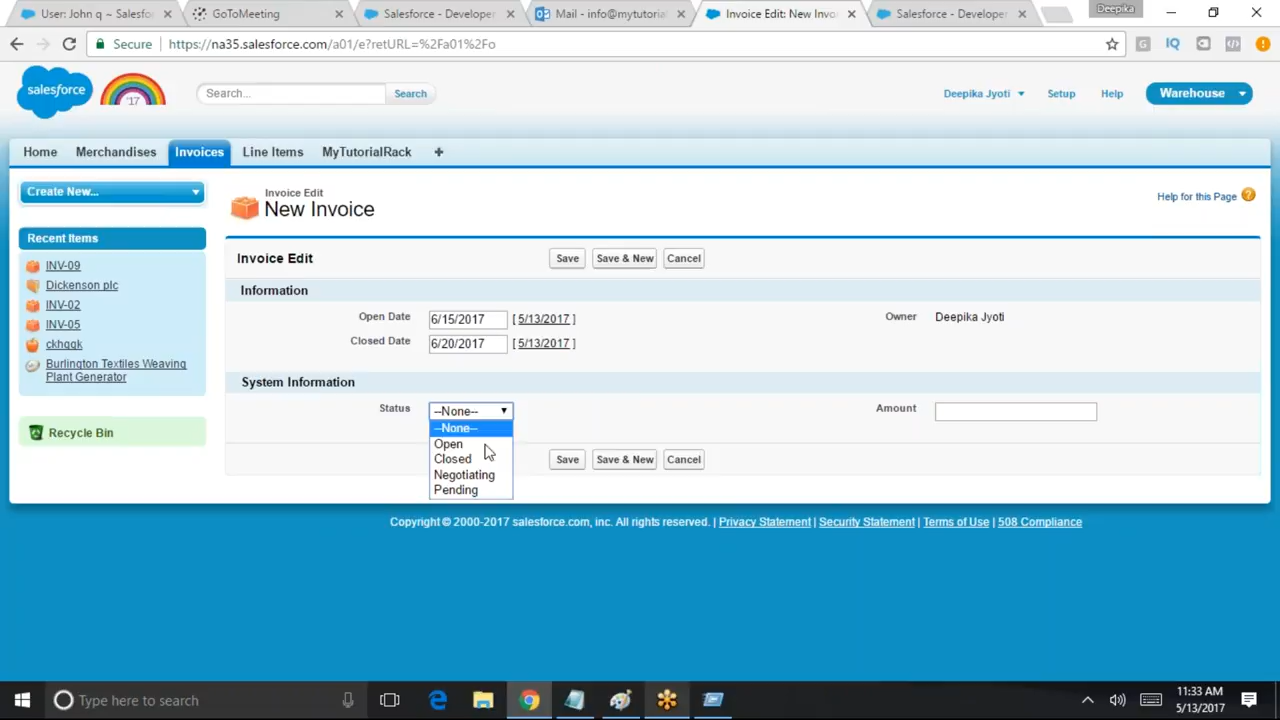 User: John q ~ Salesfo
GoToMeeting
Salesforce - Develope
Mail - info@mytutoria
Invoice Edit: New Invo
Salesforce - Develope
Deepika
Secure
https://na35.salesforce.com/a01/e?retURL=%2Fa01%2Fo
G
IQ
salesforce
'17
Search...
Search
Deepika Jyoti
Setup
Help
Warehouse
Home
Merchandises
Invoices
Line Items
MyTutorialRack
+
Create New...
Recent Items
INV-09
Dickenson plc
INV-02
INV-05
ckhqgk
Burlington Textiles Weaving
Plant Generator
Recycle Bin
Invoice Edit
New Invoice
Help for this Page ?
Invoice Edit
Save
Save & New
Cancel
Information
Open Date
6/15/2017
[ 5/13/2017 ]
Owner
Deepika Jyoti
Closed Date
6/20/2017
[ 5/13/2017 ]
System Information
Status
--None--
Amount
--None--
Open
Closed
Negotiating
Pending
Save
Save & New
Cancel
Copyright © 2000-2017 salesforce.com, inc. All rights reserved. | Privacy Statement | Security Statement | Terms of Use | 508 Compliance
Type here to search
11:33 AM
5/13/2017